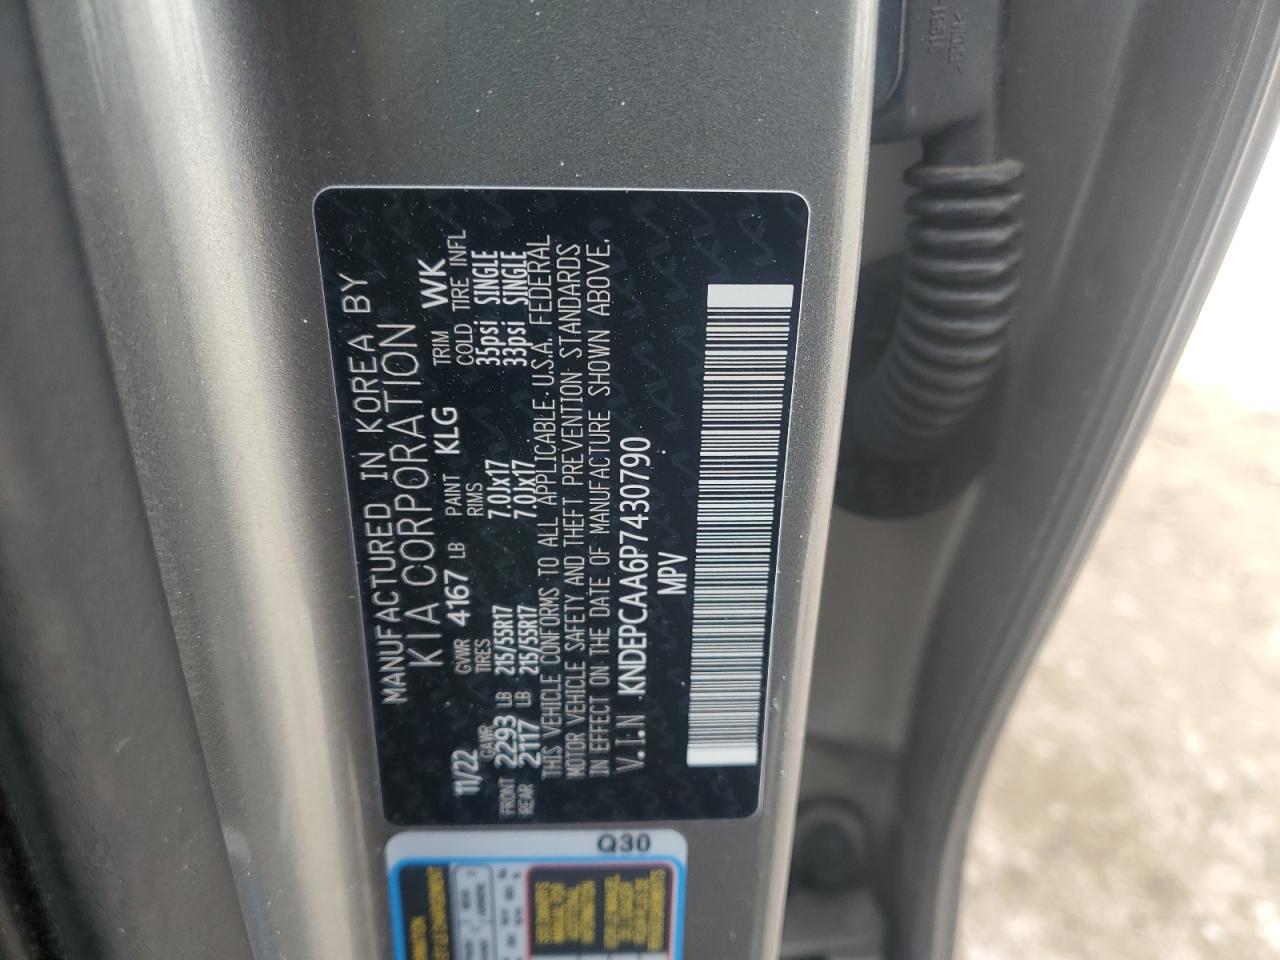 MANUFACTURED IN KOREA BY
KIA CORPORATION
11/22 GVWR 4167 LB PAINT KLG TRIM WK
GAWR TIRES RIMS COLD TIRE INFL
FRONT 2293 LB 215/55R17 7.0Jx17 35psi SINGLE
REAR 2117 LB 215/55R17 7.0Jx17 33psi SINGLE
THIS VEHICLE CONFORMS TO ALL APPLICABLE U.S.A. FEDERAL
MOTOR VEHICLE SAFETY AND THEFT PREVENTION STANDARDS
IN EFFECT ON THE DATE OF MANUFACTURE SHOWN ABOVE.
V.I.N KNDEPCAA6P7430790
MPV
Q30